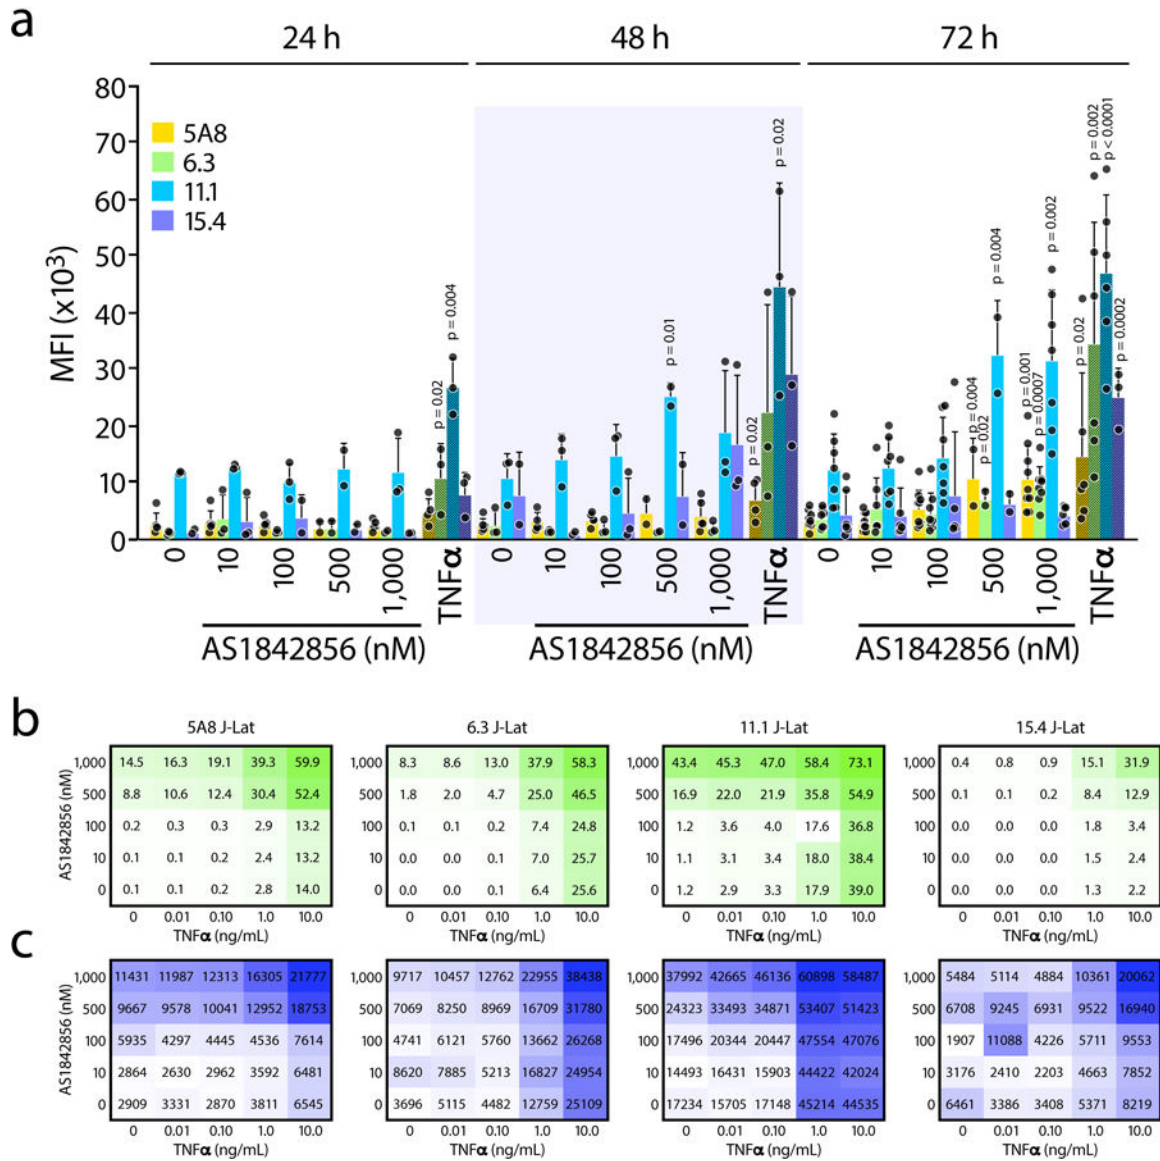 a
24 h 48 h 72 h
80
70
60
50
40
30
20
10
0
MFI (x10³)
5A8
6.3
11.1
15.4
p = 0.02
p = 0.004
p = 0.01
p = 0.02
p = 0.02
p = 0.004
p = 0.02
p = 0.004
p = 0.001
p = 0.0007
p = 0.002
p = 0.02
p = 0.002
p < 0.0001
p = 0.0002
0 10 100 500 1,000 TNFα 0 10 100 500 1,000 TNFα 0 10 100 500 1,000 TNFα
AS1842856 (nM) AS1842856 (nM) AS1842856 (nM)
b
5A8 J-Lat 6.3 J-Lat 11.1 J-Lat 15.4 J-Lat
AS1842856 (nM)
1,000 14.5 16.3 19.1 39.3 59.9 1,000 8.3 8.6 13.0 37.9 58.3 1,000 43.4 45.3 47.0 58.4 73.1 1,000 0.4 0.8 0.9 15.1 31.9
500 8.8 10.6 12.4 30.4 52.4 500 1.8 2.0 4.7 25.0 46.5 500 16.9 22.0 21.9 35.8 54.9 500 0.1 0.1 0.2 8.4 12.9
100 0.2 0.3 0.3 2.9 13.2 100 0.1 0.1 0.2 7.4 24.8 100 1.2 3.6 4.0 17.6 36.8 100 0.0 0.0 0.0 1.8 3.4
10 0.1 0.1 0.2 2.4 13.2 10 0.0 0.0 0.1 7.0 25.7 10 1.1 3.1 3.4 18.0 38.4 10 0.0 0.0 0.0 1.5 2.4
0 0.1 0.1 0.2 2.8 14.0 0 0.0 0.0 0.1 6.4 25.6 0 1.2 2.9 3.3 17.9 39.0 0 0.0 0.0 0.0 1.3 2.2
0 0.01 0.10 1.0 10.0 0 0.01 0.10 1.0 10.0 0 0.01 0.10 1.0 10.0 0 0.01 0.10 1.0 10.0
TNFα (ng/mL) TNFα (ng/mL) TNFα (ng/mL) TNFα (ng/mL)
c
AS1842856 (nM)
1,000 11431 11987 12313 16305 21777 1,000 9717 10457 12762 22955 38438 1,000 37992 42665 46136 60898 58487 1,000 5484 5114 4884 10361 20062
500 9667 9578 10041 12952 18753 500 7069 8250 8969 16709 31780 500 24323 33493 34871 53407 51423 500 6708 9245 6931 9522 16940
100 5935 4297 4445 4536 7614 100 4741 6121 5760 13662 26268 100 17496 20344 20447 47554 47076 100 1907 11088 4226 5711 9553
10 2864 2630 2962 3592 6481 10 8620 7885 5213 16827 24954 10 14493 16431 15903 44422 42024 10 3176 2410 2203 4663 7852
0 2909 3331 2870 3811 6545 0 3696 5115 4482 12759 25109 0 17234 15705 17148 45214 44535 0 6461 3386 3408 5371 8219
0 0.01 0.10 1.0 10.0 0 0.01 0.10 1.0 10.0 0 0.01 0.10 1.0 10.0 0 0.01 0.10 1.0 10.0
TNFα (ng/mL) TNFα (ng/mL) TNFα (ng/mL) TNFα (ng/mL)